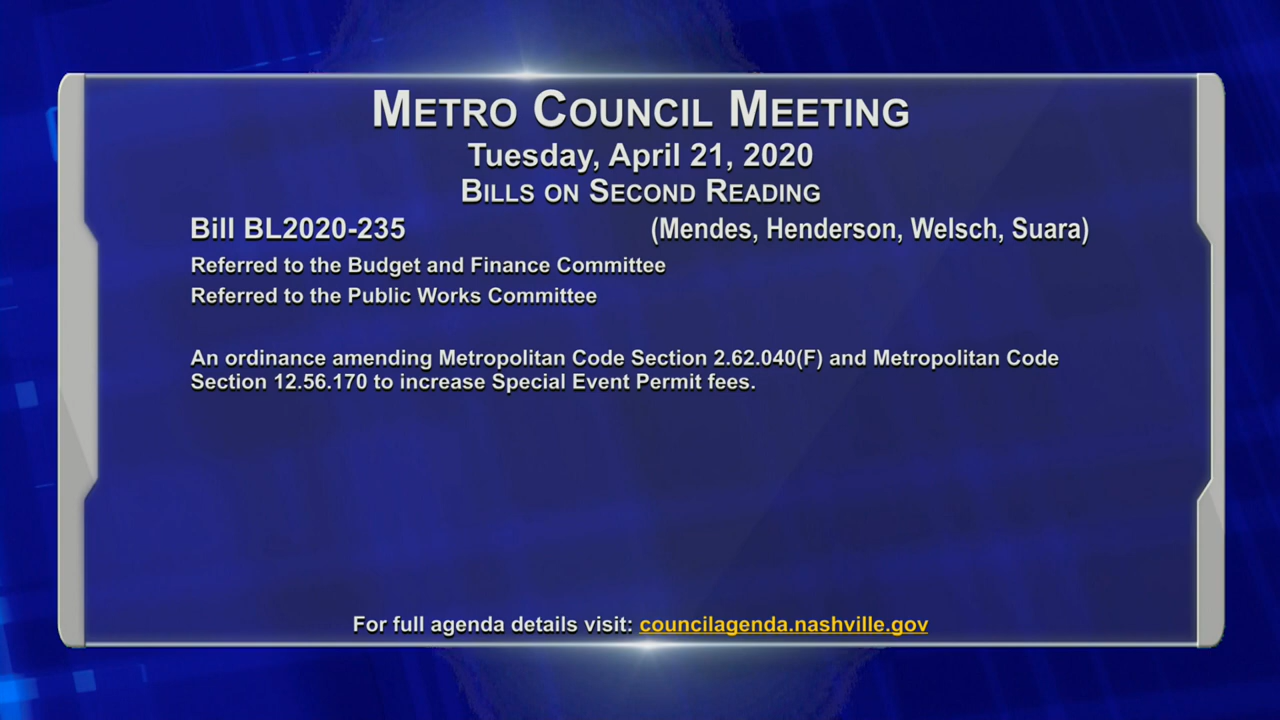 METRO COUNCIL MEETING
Tuesday, April 21, 2020
BILLS ON SECOND READING
Bill BL2020-235 (Mendes, Henderson, Welsch, Suara)
Referred to the Budget and Finance Committee
Referred to the Public Works Committee
An ordinance amending Metropolitan Code Section 2.62.040(F) and Metropolitan Code
Section 12.56.170 to increase Special Event Permit fees.
For full agenda details visit: councilagenda.nashville.gov